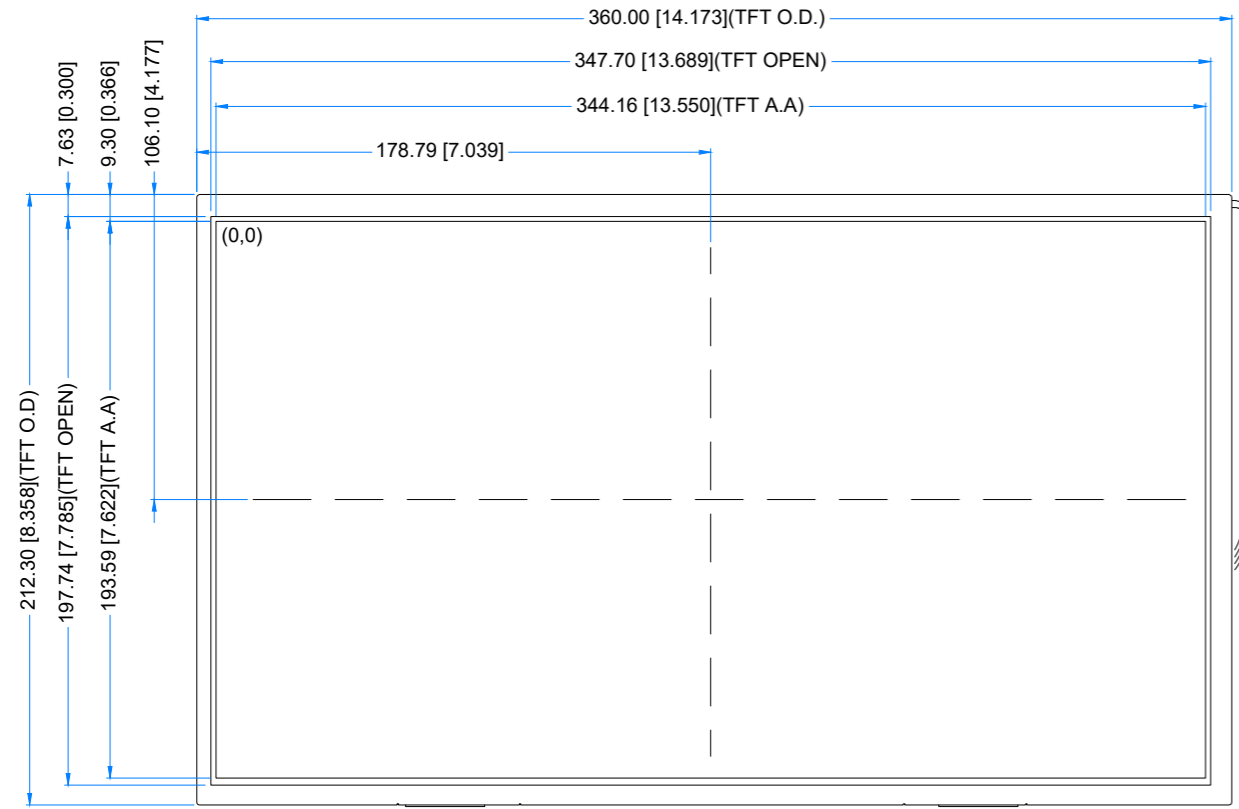 360.00 [14.173](TFT O.D.)
347.70 [13.689](TFT OPEN)
344.16 [13.550](TFT A.A)
178.79 [7.039]
7.63 [0.300]
9.30 [0.366]
106.10 [4.177]
(0,0)
212.30 [8.358](TFT O.D)
197.74 [7.785](TFT OPEN)
193.59 [7.622](TFT A.A)